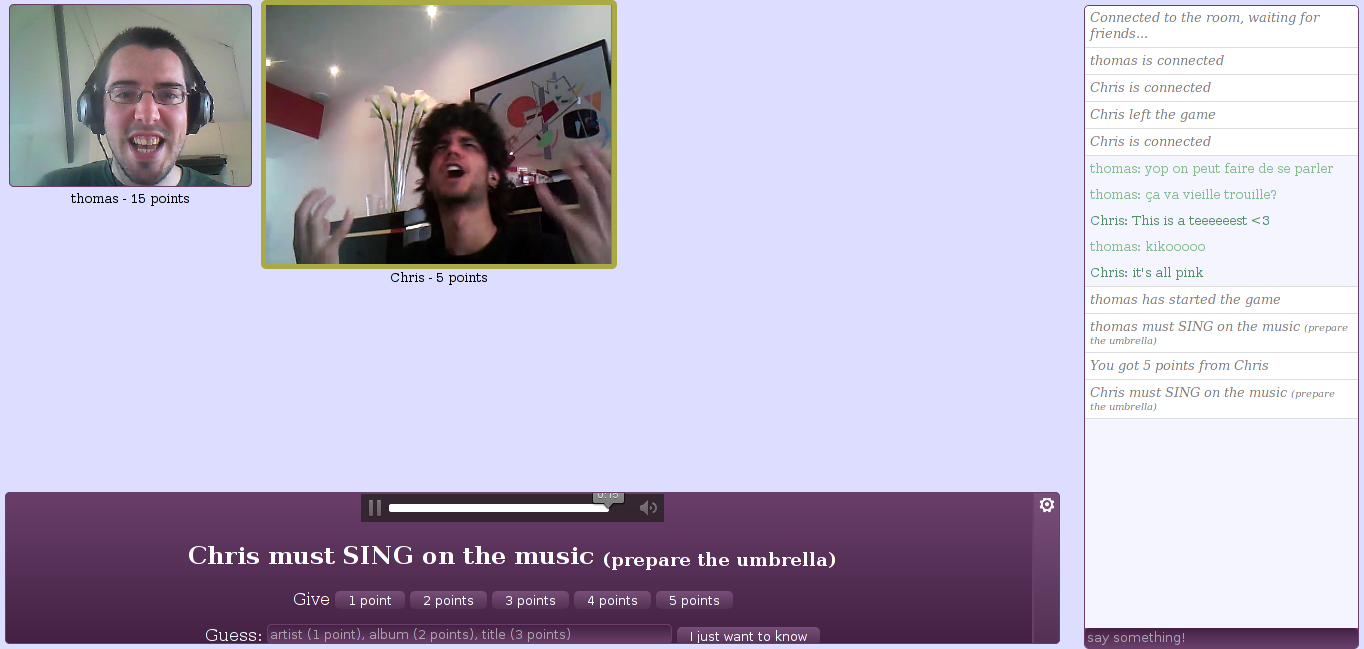 thomas - 15 points
Chris - 5 points
Connected to the room, waiting for
friends...
thomas is connected
Chris is connected
Chris left the game
Chris is connected
thomas: yop on peut faire de se parler
thomas: ça va vieille trouille?
Chris: This is a teeeeeest <3
thomas: kikooooo
Chris: it's all pink
thomas has started the game
thomas must SING on the music (prepare
the umbrella)
You got 5 points from Chris
Chris must SING on the music (prepare
the umbrella)
say something!
0:15
Chris must SING on the music (prepare the umbrella)
Give 1 point 2 points 3 points 4 points 5 points
Guess: artist (1 point), album (2 points), title (3 points) I just want to know